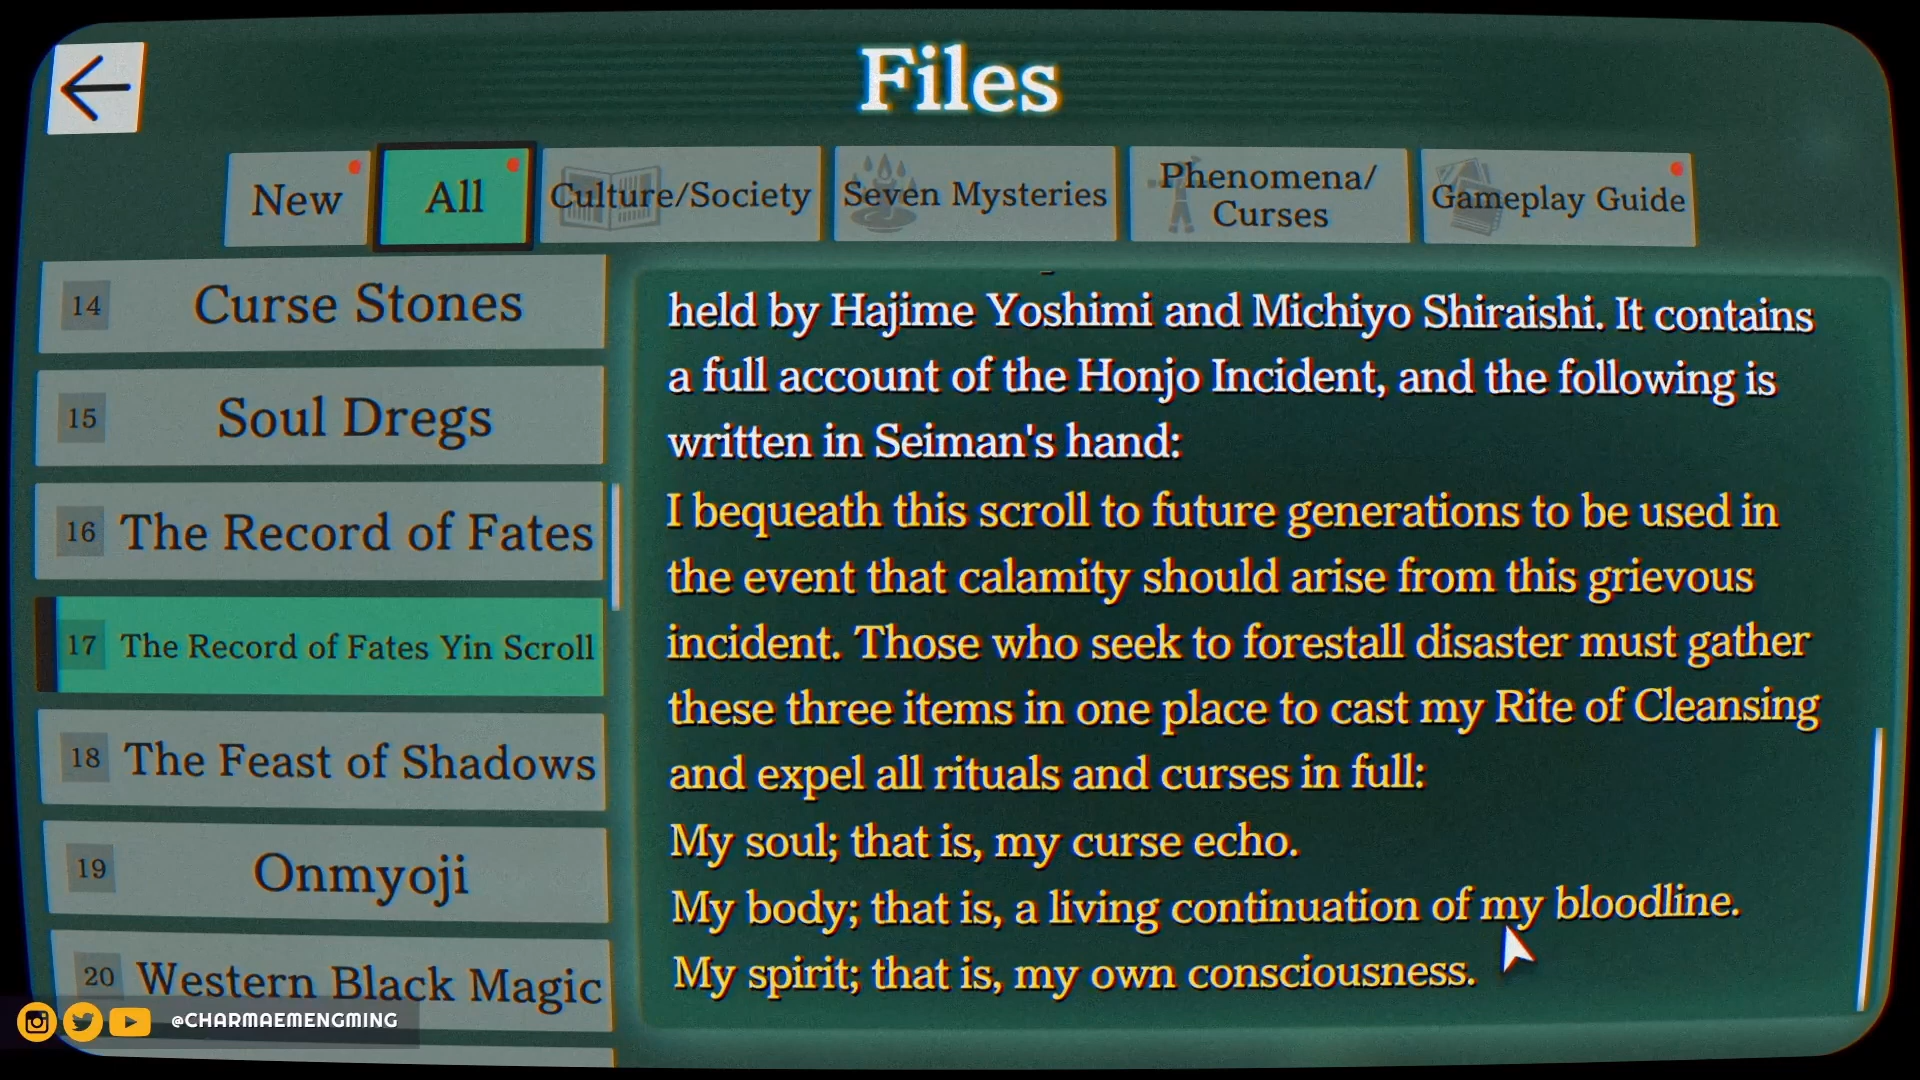 Files
New
All
Culture/Society
Seven Mysteries
Phenomena/
Curses
Gameplay Guide
14 Curse Stones
15 Soul Dregs
16 The Record of Fates
17 The Record of Fates Yin Scroll
18 The Feast of Shadows
19 Onmyoji
20 Western Black Magic
held by Hajime Yoshimi and Michiyo Shiraishi. It contains
a full account of the Honjo Incident, and the following is
written in Seiman's hand:
I bequeath this scroll to future generations to be used in
the event that calamity should arise from this grievous
incident. Those who seek to forestall disaster must gather
these three items in one place to cast my Rite of Cleansing
and expel all rituals and curses in full:
My soul; that is, my curse echo.
My body; that is, a living continuation of my bloodline.
My spirit; that is, my own consciousness.
@CHARMAEMENGMING